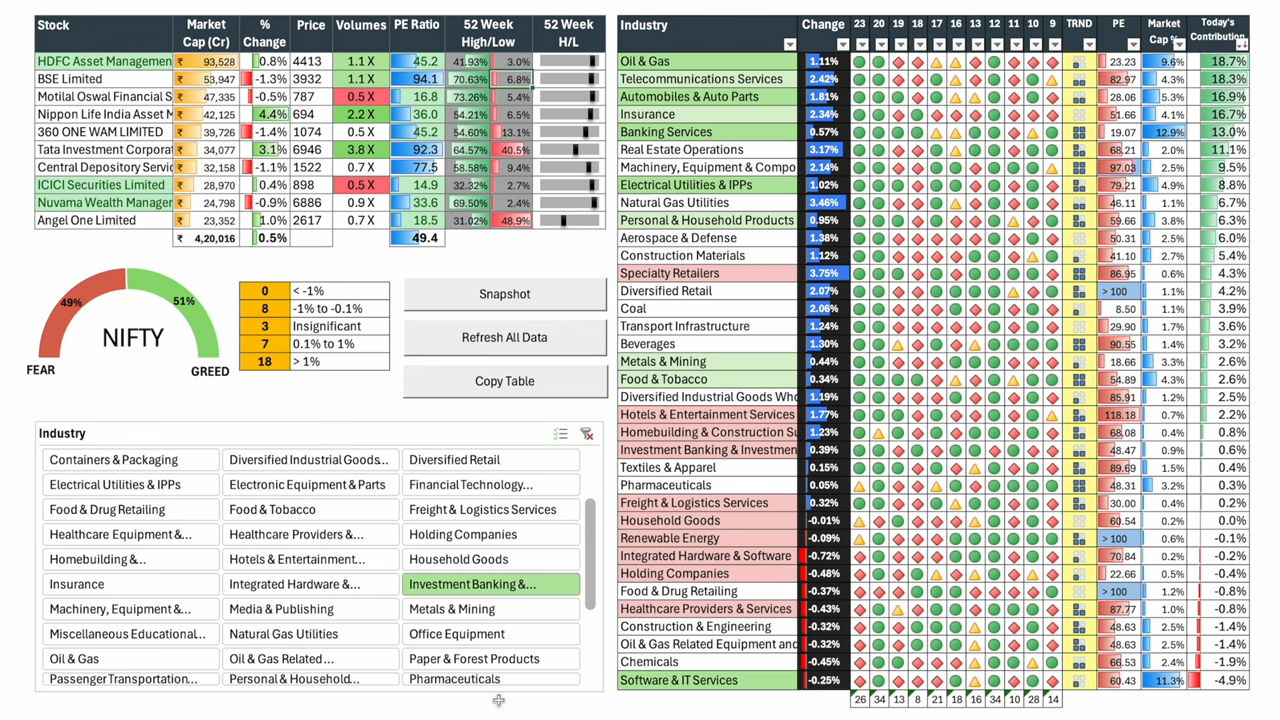 Stock Market Cap (Cr) % Change Price Volumes PE Ratio 52 Week High/Low 52 Week H/L
HDFC Asset Managemen ₹ 93,528 0.8% 4413 1.1 X 45.2 41.93% 3.0%
BSE Limited ₹ 53,947 -1.3% 3932 1.1 X 94.1 70.63% 6.8%
Motilal Oswal Financial S ₹ 47,335 -0.5% 787 0.5 X 16.8 73.26% 5.4%
Nippon Life India Asset M ₹ 42,125 4.4% 694 2.2 X 36.0 54.21% 6.5%
360 ONE WAM LIMITED ₹ 39,726 -1.4% 1074 0.5 X 45.2 54.60% 13.1%
Tata Investment Corporat ₹ 34,077 3.1% 6946 3.8 X 92.3 64.57% 40.5%
Central Depository Servic ₹ 32,158 -1.1% 1522 0.7 X 77.5 58.58% 9.4%
ICICI Securities Limited ₹ 28,970 0.4% 898 0.5 X 14.9 32.32% 2.7%
Nuvama Wealth Manager ₹ 24,798 -0.9% 6886 0.9 X 33.6 69.50% 2.4%
Angel One Limited ₹ 23,352 1.0% 2617 0.7 X 18.5 31.02% 48.9%
₹ 4,20,016 0.5% 49.4
49% 51%
NIFTY
FEAR GREED
0 < -1%
8 -1% to -0.1%
3 Insignificant
7 0.1% to 1%
18 > 1%
Snapshot
Refresh All Data
Copy Table
Industry
Containers & Packaging Diversified Industrial Goods... Diversified Retail
Electrical Utilities & IPPs Electronic Equipment & Parts Financial Technology...
Food & Drug Retailing Food & Tobacco Freight & Logistics Services
Healthcare Equipment &... Healthcare Providers &... Holding Companies
Homebuilding &... Hotels & Entertainment... Household Goods
Insurance Integrated Hardware &... Investment Banking &...
Machinery, Equipment &... Media & Publishing Metals & Mining
Miscellaneous Educational... Natural Gas Utilities Office Equipment
Oil & Gas Oil & Gas Related... Paper & Forest Products
Passenger Transportation... Personal & Household... Pharmaceuticals
Industry Change 23 20 19 18 17 16 13 12 11 10 9 TRND PE Market Cap % Today's Contribution
Oil & Gas 1.11% 23.23 9.6% 18.7%
Telecommunications Services 2.42% 82.97 4.3% 18.3%
Automobiles & Auto Parts 1.81% 28.06 5.3% 16.9%
Insurance 2.34% 51.66 4.1% 16.7%
Banking Services 0.57% 19.07 12.9% 13.0%
Real Estate Operations 3.17% 68.21 2.0% 11.1%
Machinery, Equipment & Compo 2.14% 97.03 2.5% 9.5%
Electrical Utilities & IPPs 1.02% 79.21 4.9% 8.8%
Natural Gas Utilities 3.46% 46.11 1.1% 6.7%
Personal & Household Products 0.95% 59.66 3.8% 6.3%
Aerospace & Defense 1.38% 50.31 2.5% 6.0%
Construction Materials 1.12% 41.10 2.7% 5.4%
Specialty Retailers 3.75% 86.95 0.6% 4.3%
Diversified Retail 2.07% > 100 1.1% 4.2%
Coal 2.06% 8.50 1.1% 3.9%
Transport Infrastructure 1.24% 29.90 1.7% 3.6%
Beverages 1.30% 90.55 1.4% 3.2%
Metals & Mining 0.44% 18.66 3.3% 2.6%
Food & Tobacco 0.34% 54.89 4.3% 2.6%
Diversified Industrial Goods Who 1.19% 85.91 1.2% 2.5%
Hotels & Entertainment Services 1.77% 118.18 0.7% 2.2%
Homebuilding & Construction Su 1.23% 68.08 0.4% 0.8%
Investment Banking & Investmen 0.39% 48.47 0.9% 0.6%
Textiles & Apparel 0.15% 89.69 1.5% 0.4%
Pharmaceuticals 0.05% 48.31 3.2% 0.3%
Freight & Logistics Services 0.32% 30.00 0.4% 0.2%
Household Goods -0.01% 60.54 0.2% 0.0%
Renewable Energy -0.09% > 100 0.6% -0.1%
Integrated Hardware & Software -0.72% 70.84 0.2% -0.2%
Holding Companies -0.48% 22.66 0.5% -0.4%
Food & Drug Retailing -0.37% > 100 1.2% -0.8%
Healthcare Providers & Services -0.43% 87.77 1.0% -0.8%
Construction & Engineering -0.32% 48.63 2.5% -1.4%
Oil & Gas Related Equipment and -0.32% 48.63 2.5% -1.4%
Chemicals -0.45% 66.53 2.4% -1.9%
Software & IT Services -0.25% 60.43 11.3% -4.9%
26 34 13 8 21 18 16 34 10 28 14